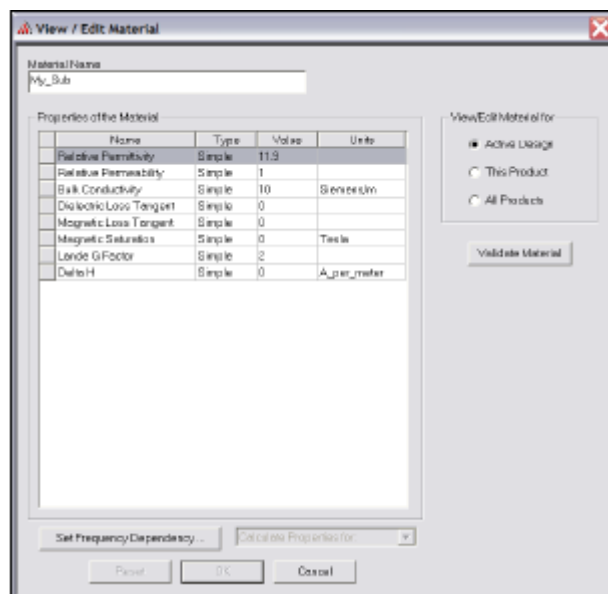 View / Edit Material
Material Name
My_Sub
Properties of the Material
Name Type Value Units
Relative Permittivity Simple 11.9
Relative Permeability Simple 1
Bulk Conductivity Simple 10 Siemens/m
Dielectric Loss Tangent Simple 0
Magnetic Loss Tangent Simple 0
Magnetic Saturation Simple 0 Tesla
Lande G Factor Simple 2
Delta H Simple 0 A_per_meter
View/Edit Material for
Active Design
This Product
All Products
Validate Material
Set Frequency Dependency...
Calculate Properties for:
Reset OK Cancel